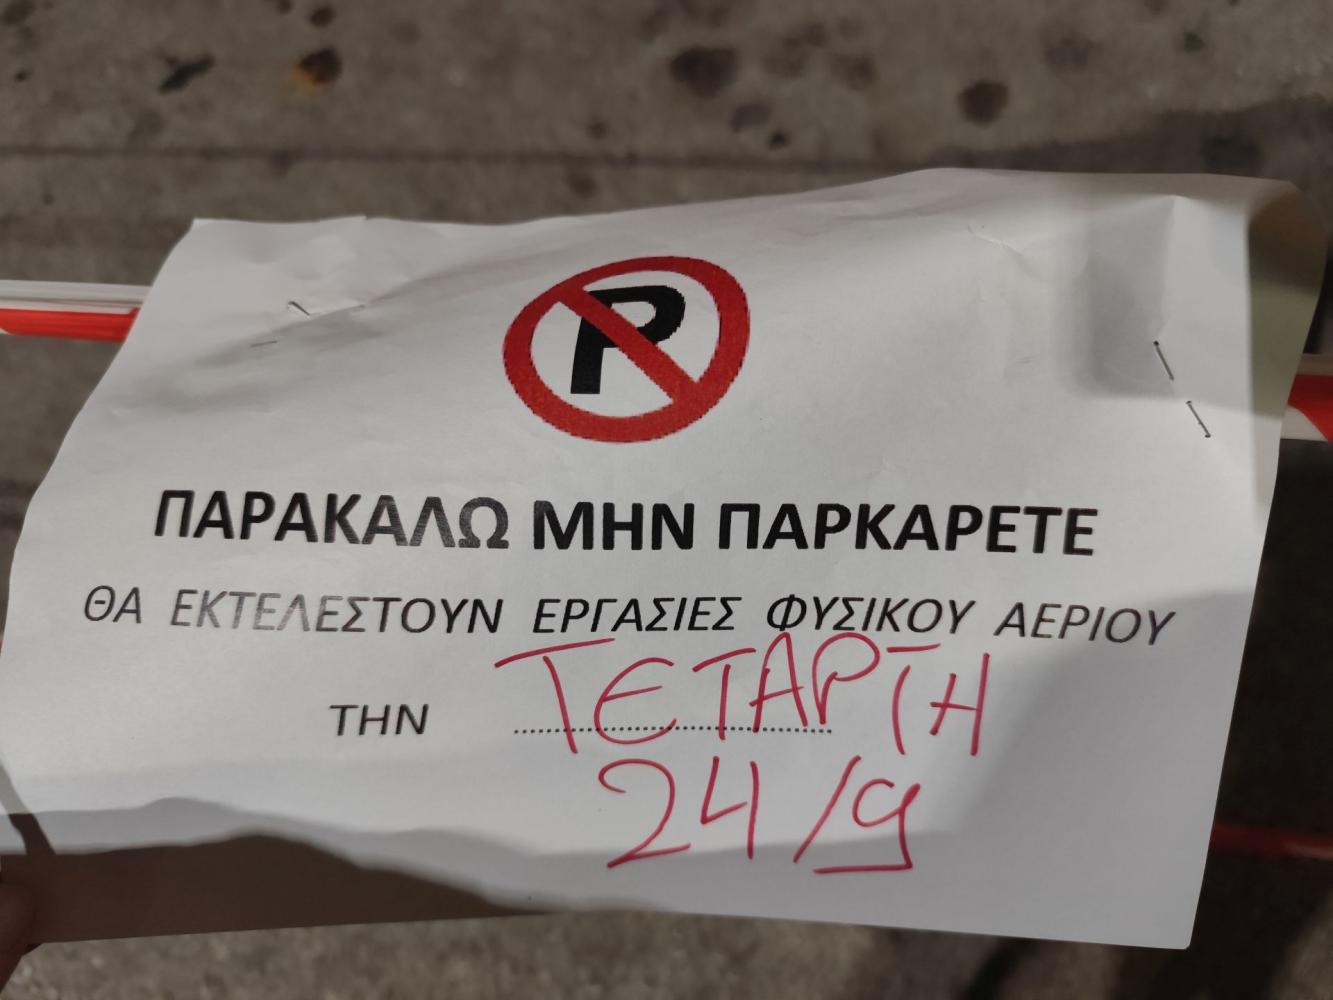 P
ΠΑΡΑΚΑΛΩ ΜΗΝ ΠΑΡΚΑΡΕΤΕ
ΘΑ ΕΚΤΕΛΕΣΤΟΥΝ ΕΡΓΑΣΙΕΣ ΦΥΣΙΚΟΥ ΑΕΡΙΟΥ
ΤΗΝ ΤΕΤΑΡΤΗ
24/9